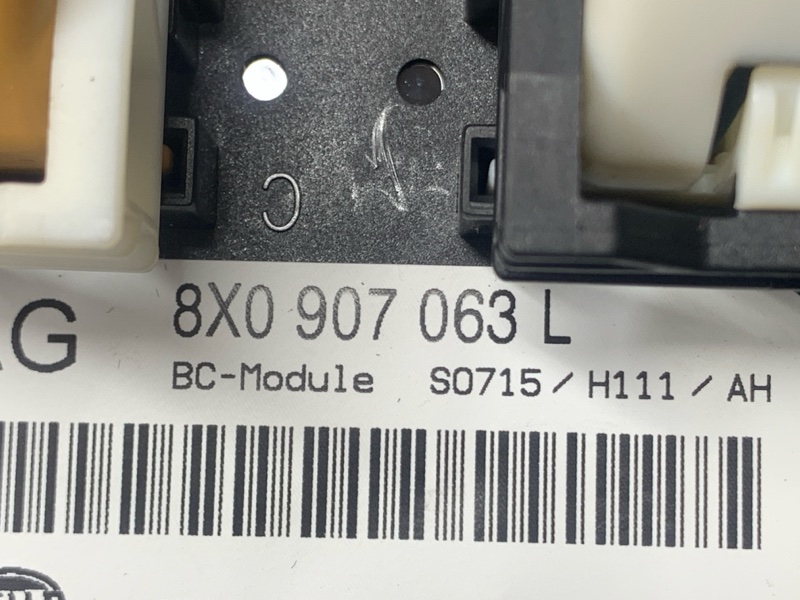 C
AG
8X0 907 063 L
BC-Module S0715 / H111 / AH